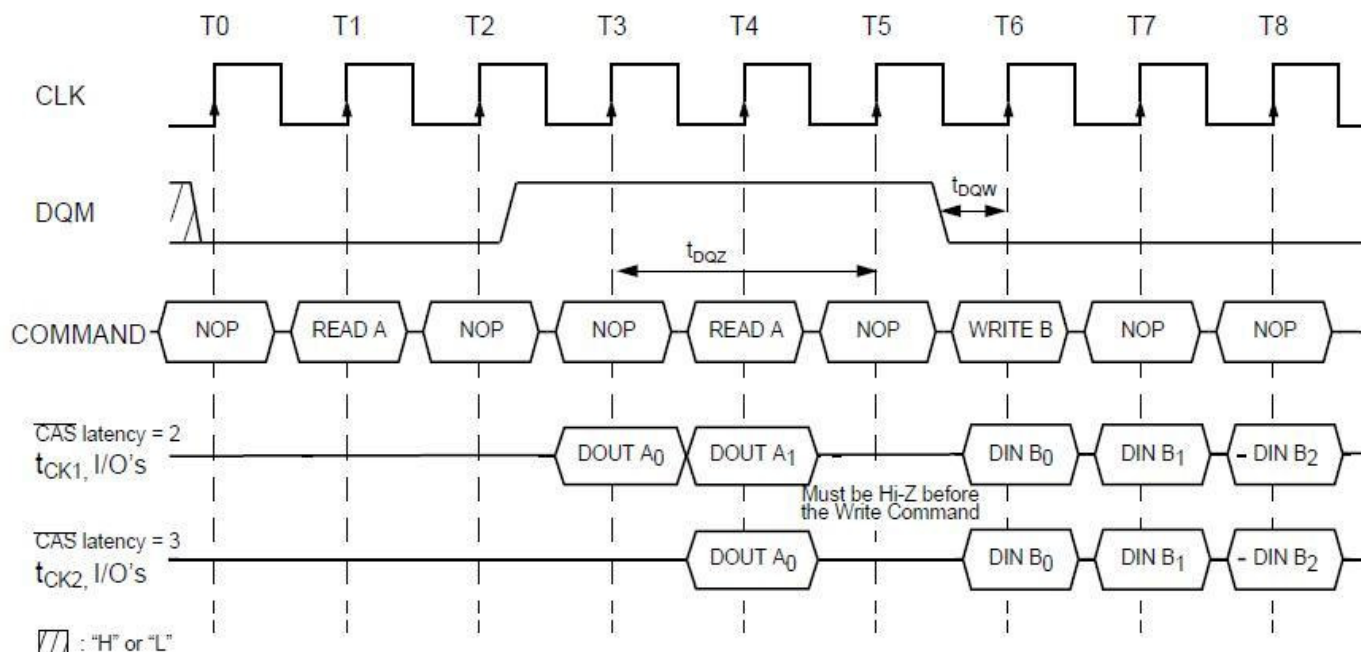 T0 T1 T2 T3 T4 T5 T6 T7 T8
CLK
DQM
tDQW
tDQZ
COMMAND NOP READ A NOP NOP READ A NOP WRITE B NOP NOP
CAS latency = 2
tCK1, I/O's
DOUT A0 DOUT A1 DIN B0 DIN B1 - DIN B2
Must be Hi-Z before
the Write Command
CAS latency = 3
tCK2, I/O's
DOUT A0 DIN B0 DIN B1 - DIN B2
: "H" or "L"